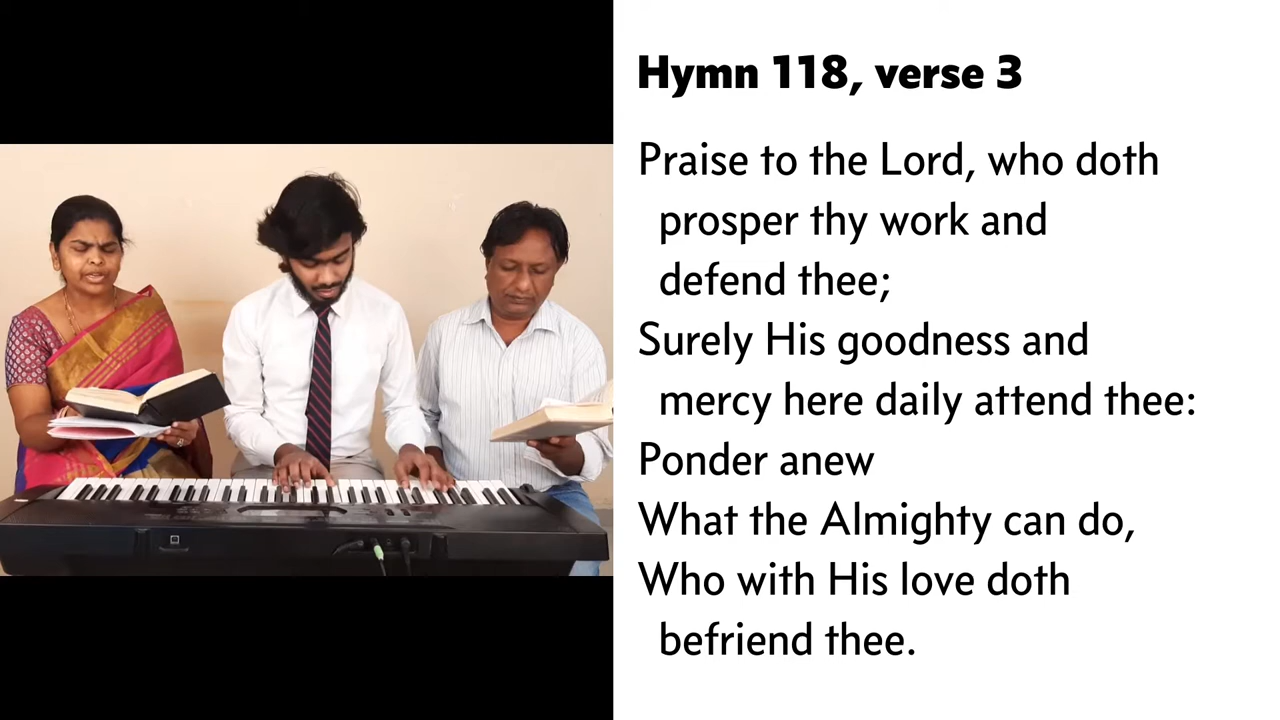 Hymn 118, verse 3
Praise to the Lord, who doth
prosper thy work and
defend thee;
Surely His goodness and
mercy here daily attend thee:
Ponder anew
What the Almighty can do,
Who with His love doth
befriend thee.